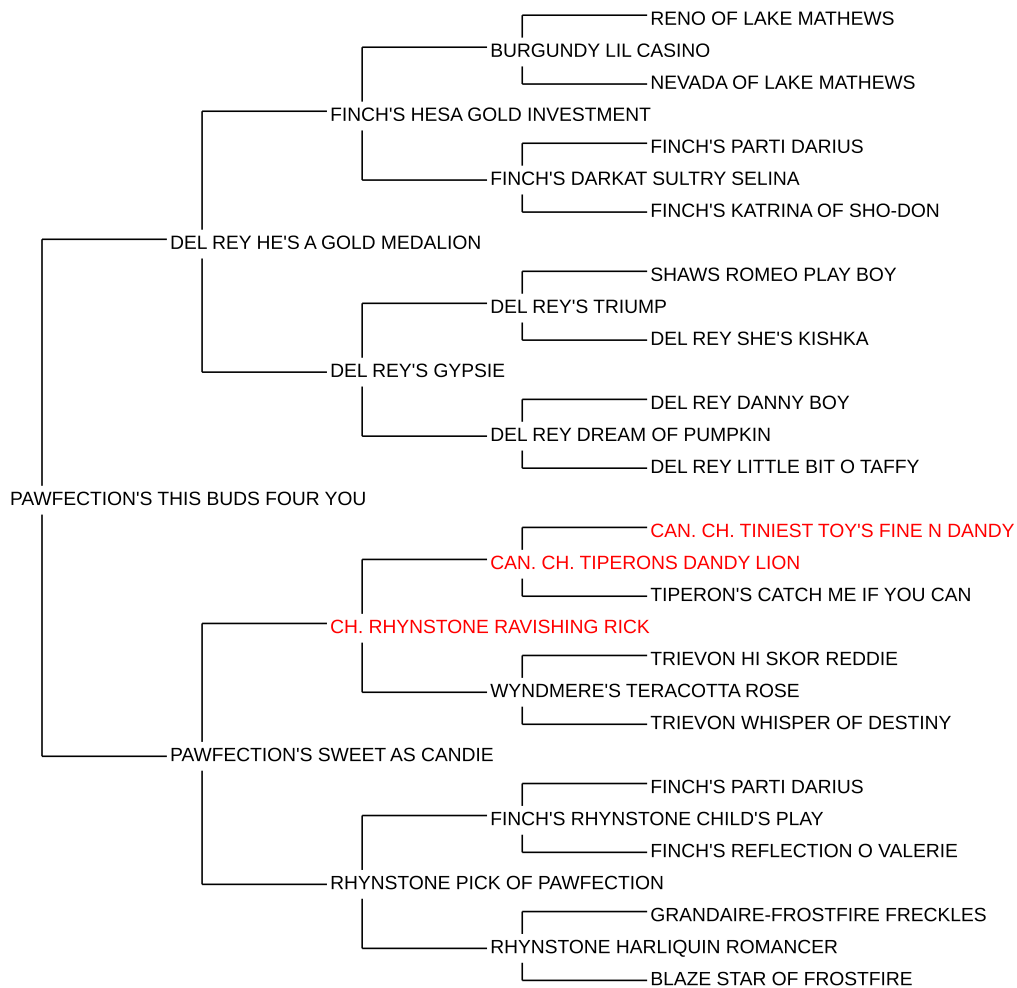 RENO OF LAKE MATHEWS
BURGUNDY LIL CASINO
NEVADA OF LAKE MATHEWS
FINCH'S HESA GOLD INVESTMENT
FINCH'S PARTI DARIUS
FINCH'S DARKAT SULTRY SELINA
FINCH'S KATRINA OF SHO-DON
DEL REY HE'S A GOLD MEDALION
SHAWS ROMEO PLAY BOY
DEL REY'S TRIUMP
DEL REY SHE'S KISHKA
DEL REY'S GYPSIE
DEL REY DANNY BOY
DEL REY DREAM OF PUMPKIN
DEL REY LITTLE BIT O TAFFY
PAWFECTION'S THIS BUDS FOUR YOU
CAN. CH. TINIEST TOY'S FINE N DANDY
CAN. CH. TIPERONS DANDY LION
TIPERON'S CATCH ME IF YOU CAN
CH. RHYNSTONE RAVISHING RICK
TRIEVON HI SKOR REDDIE
WYNDMERE'S TERACOTTA ROSE
TRIEVON WHISPER OF DESTINY
PAWFECTION'S SWEET AS CANDIE
FINCH'S PARTI DARIUS
FINCH'S RHYNSTONE CHILD'S PLAY
FINCH'S REFLECTION O VALERIE
RHYNSTONE PICK OF PAWFECTION
GRANDAIRE-FROSTFIRE FRECKLES
RHYNSTONE HARLIQUIN ROMANCER
BLAZE STAR OF FROSTFIRE